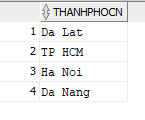 THANHPHOCN
1 Da Lat
2 TP HCM
3 Ha Noi
4 Da Nang